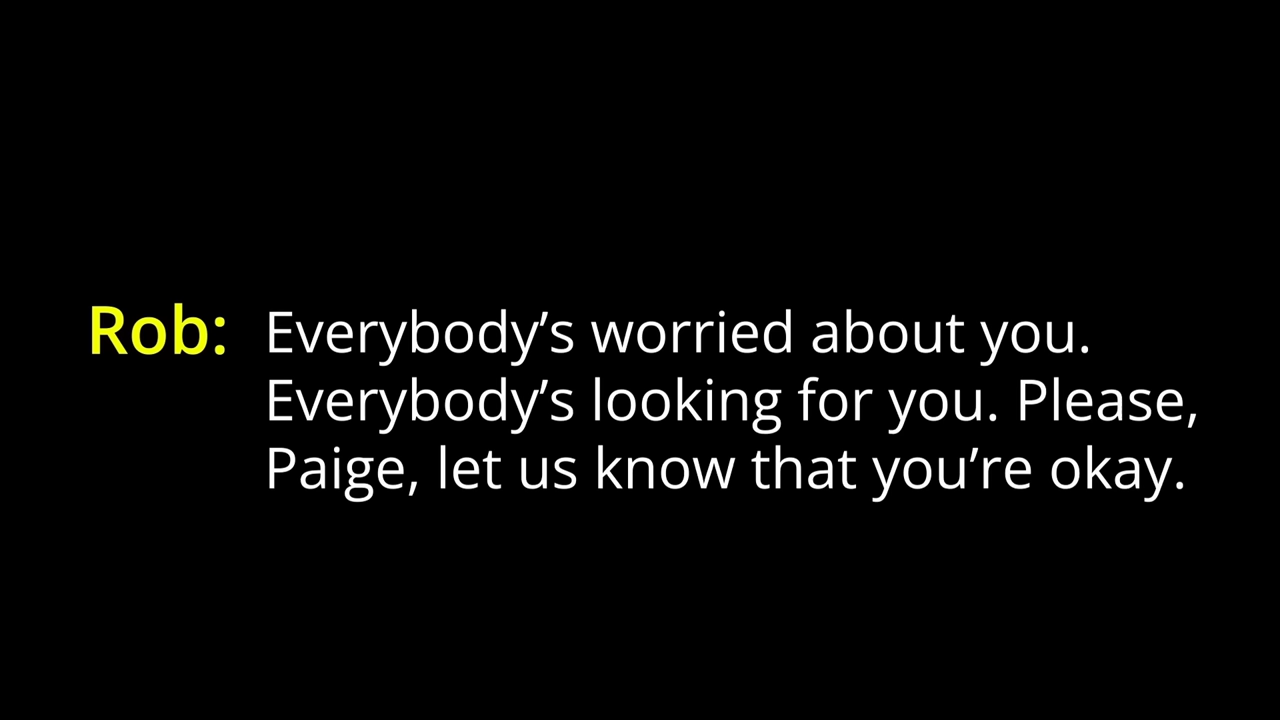 Rob: Everybody’s worried about you.
Everybody’s looking for you. Please,
Paige, let us know that you’re okay.